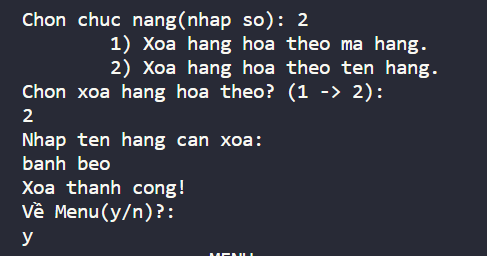 Chon chuc nang(nhap so): 2
1) Xoa hang hoa theo ma hang.
2) Xoa hang hoa theo ten hang.
Chon xoa hang hoa theo? (1 -> 2):
2
Nhap ten hang can xoa:
banh beo
Xoa thanh cong!
Về Menu(y/n)?:
y